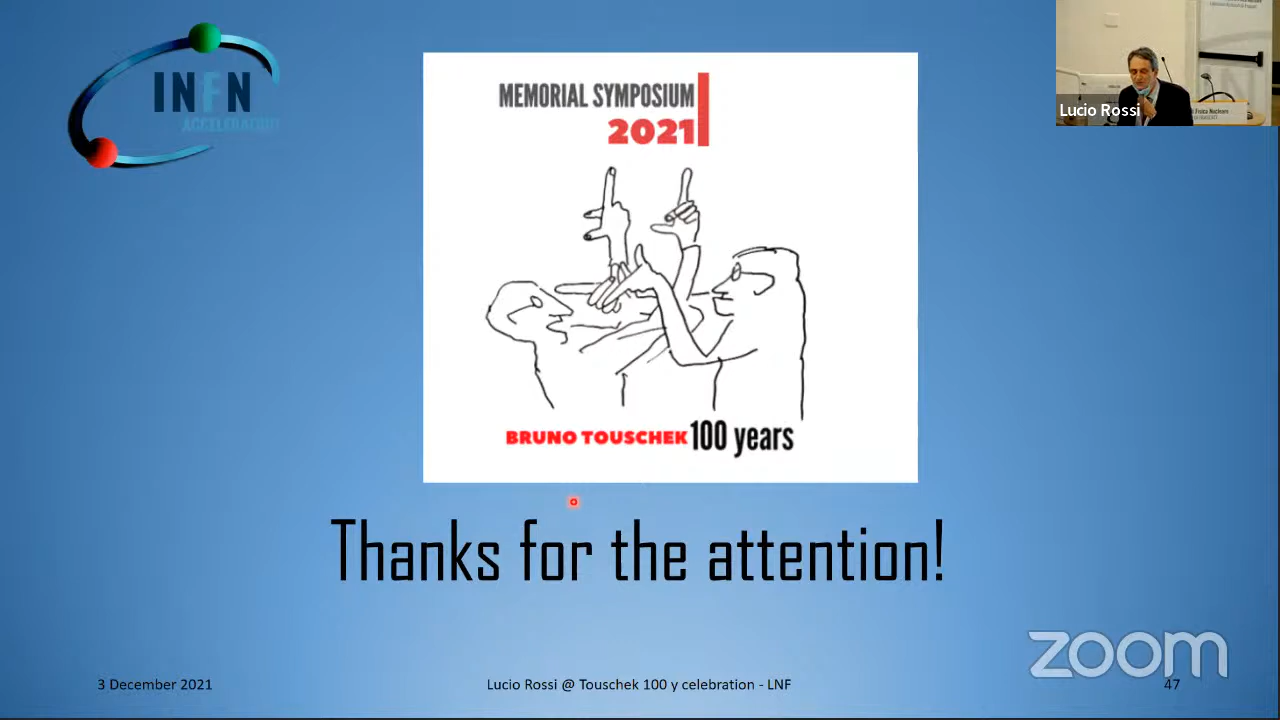 INFN
ACCELERATORS
MEMORIAL SYMPOSIUM
2021
BRUNO TOUSCHEK 100 years
Thanks for the attention!
3 December 2021
Lucio Rossi @ Touschek 100 y celebration - LNF
47
zoom
Lucio Rossi